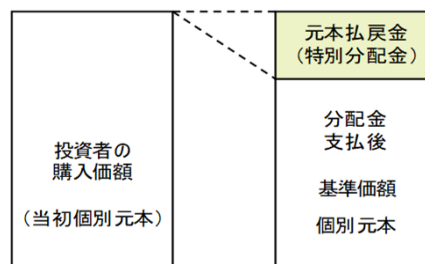 投資者の
購入価額
（当初個別元本）
元本払戻金
（特別分配金）
分配金
支払後
基準価額
個別元本